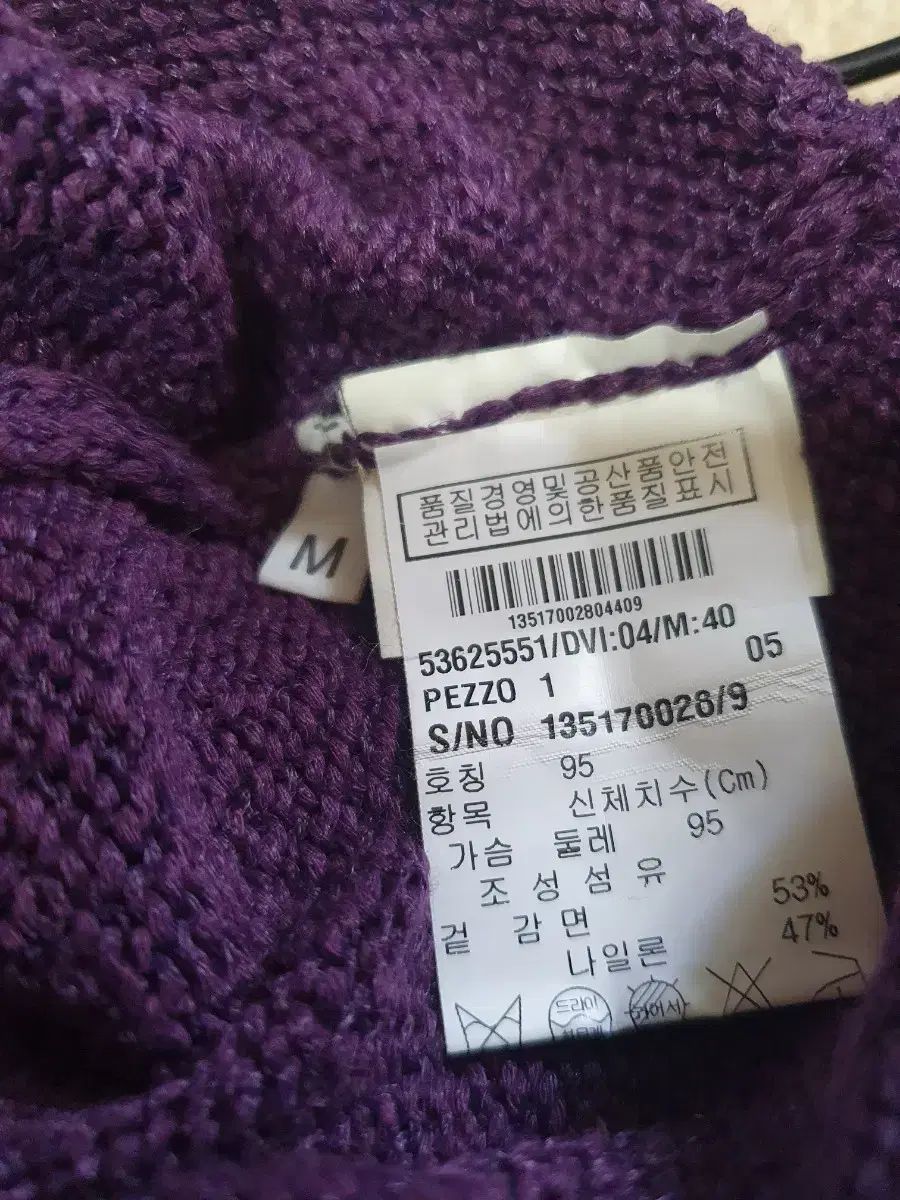 M
품질경영및공산품안전
관리법에의한품질표시
13517002804409
53625551/DVI:04/M:40
05
PEZZO 1
S/NO 135170028/9
호칭 95
항목 신체치수(Cm)
가슴 둘레 95
조성섬유
겉감 면 53%
나일론 47%
드라이